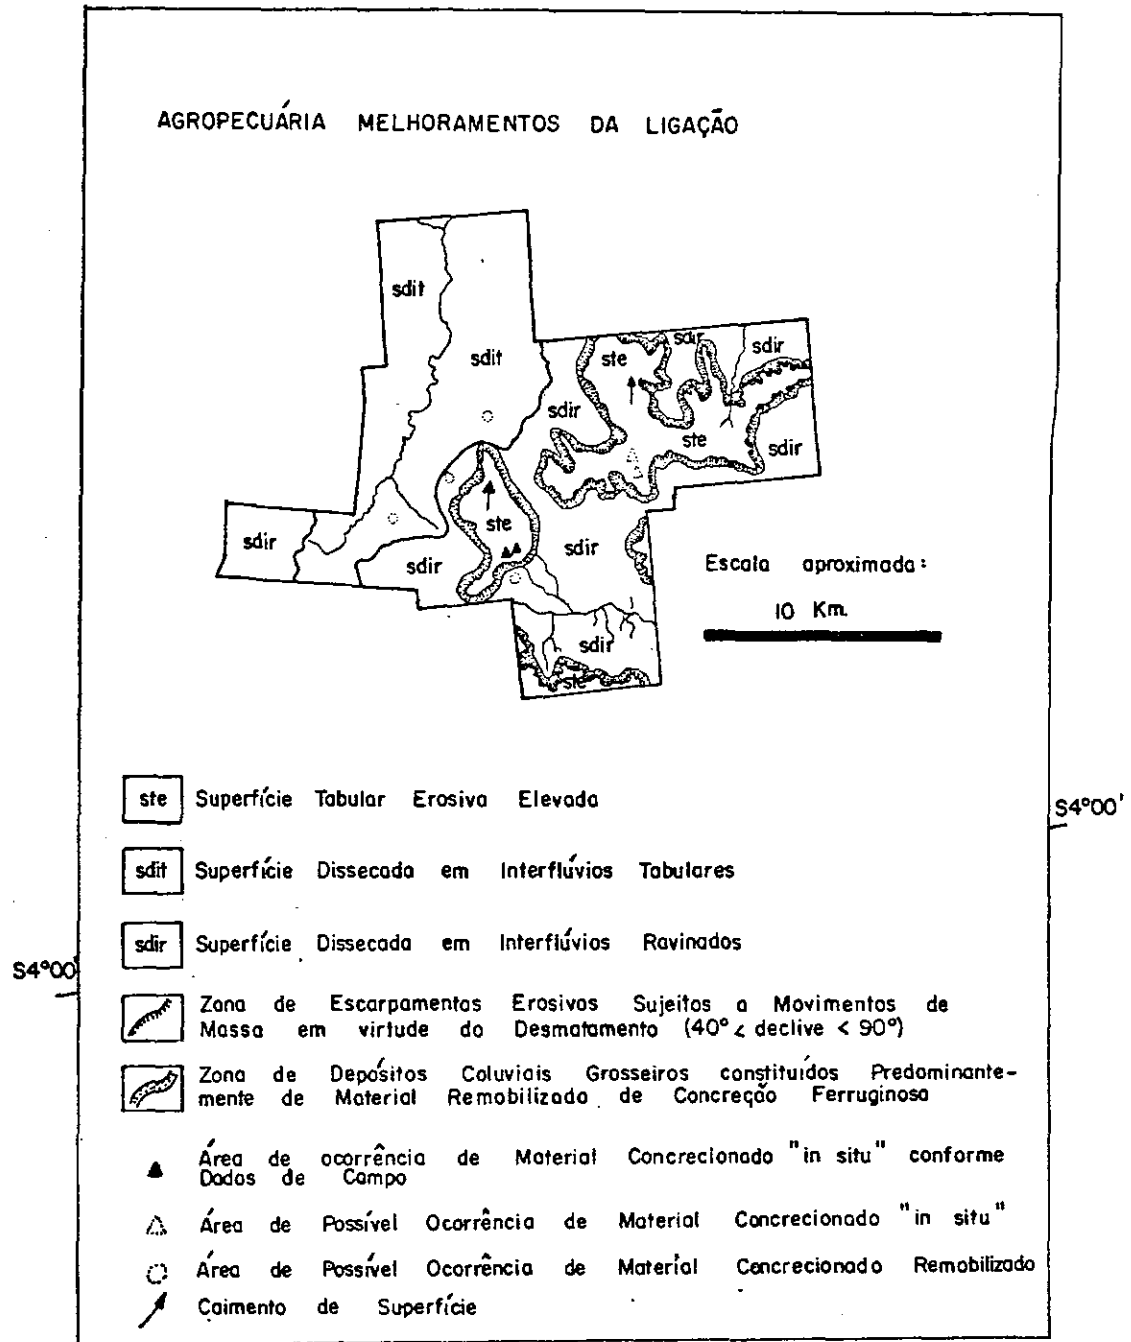 AGROPECUÁRIA MELHORAMENTOS DA LIGAÇÃO
sdit
sdit
ste
sdir
sdir
sdir
ste
sdir
sdir
ste
sdir
sdir
sdir
ste
Escala aproximada:
10 Km.
ste Superfície Tabular Erosiva Elevada
S4°00'
sdit Superfície Dissecada em Interflúvios Tabulares
sdir Superfície Dissecada em Interflúvios Ravinados
S4°00'
Zona de Escarpamentos Erosivos Sujeitos a Movimentos de
Massa em virtude do Desmatamento (40° < declive < 90°)
Zona de Depósitos Coluviais Grosseiros constituídos Predominante-
mente de Material Remobilizado de Concreção Ferruginosa
Área de ocorrência de Material Concrecionado "in situ" conforme
Dados de Campo
Área de Possível Ocorrência de Material Concrecionado "in situ"
Área de Possível Ocorrência de Material Concrecionado Remobilizado
Caimento de Superfície